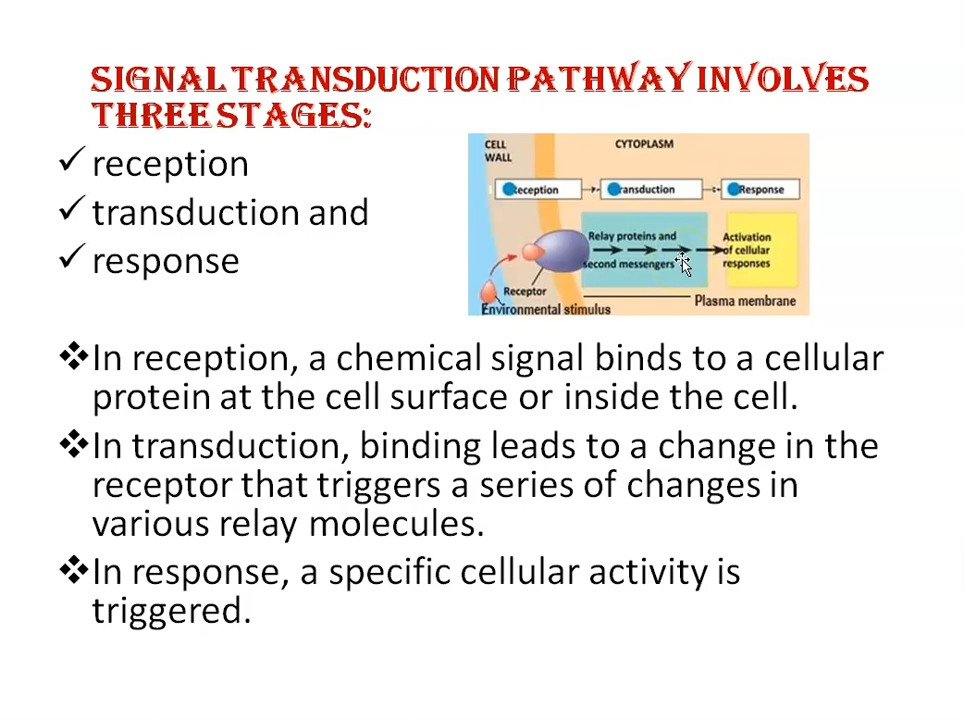 SIGNAL TRANSDUCTION PATHWAY INVOLVES
THREE STAGES:
✓ reception
✓ transduction and
✓ response
CELL
WALL
CYTOPLASM
Reception
Transduction
Response
Relay proteins and
second messengers
Activation
of cellular
responses
Receptor
Plasma membrane
Environmental stimulus
❖In reception, a chemical signal binds to a cellular
protein at the cell surface or inside the cell.
❖In transduction, binding leads to a change in the
receptor that triggers a series of changes in
various relay molecules.
❖In response, a specific cellular activity is
triggered.